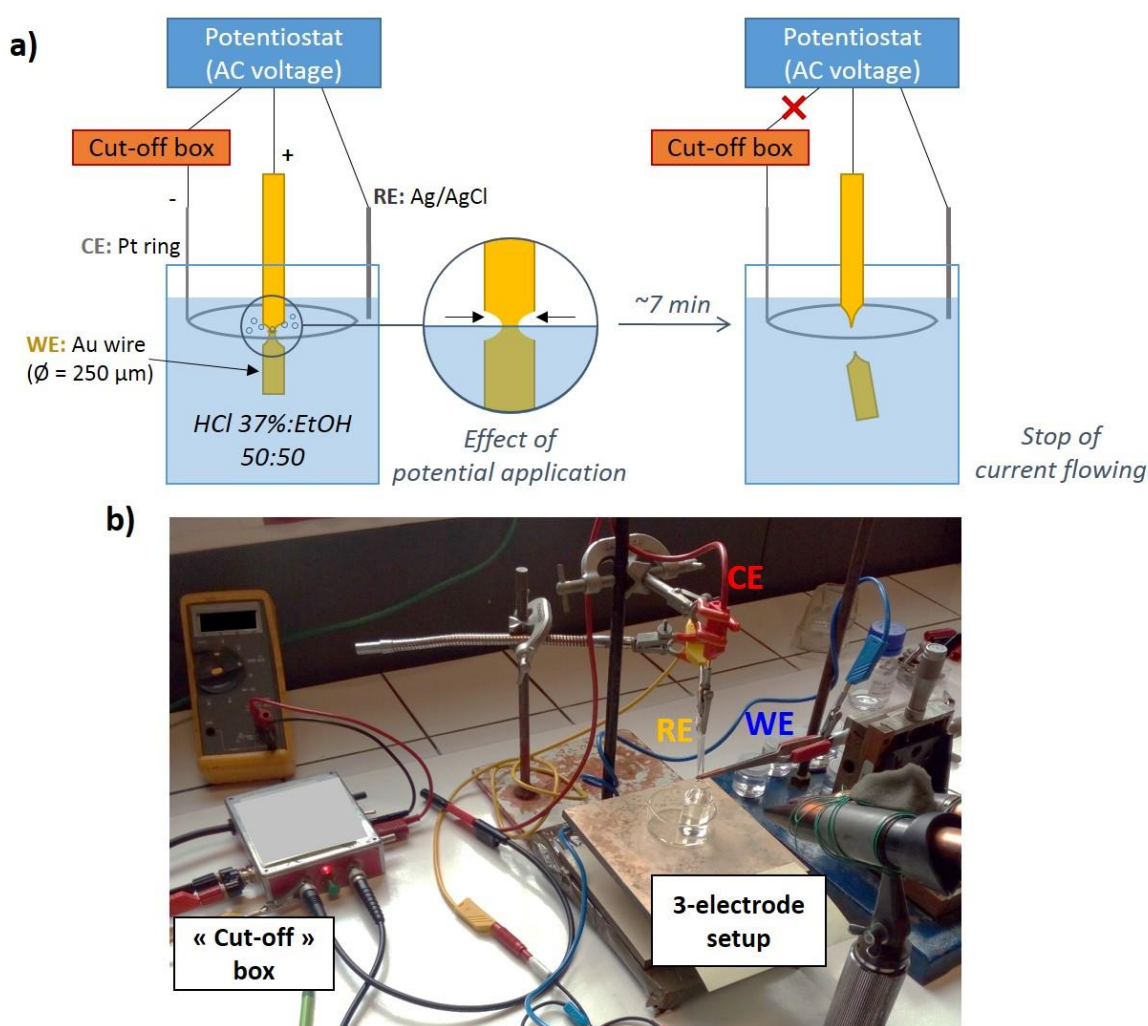 a)
Potentiostat
(AC voltage)
Cut-off box
+
-
RE: Ag/AgCl
CE: Pt ring
WE: Au wire
(Ø = 250 µm)
HCl 37%:EtOH
50:50
Effect of
potential application
~7 min
Potentiostat
(AC voltage)
Cut-off box
Stop of
current flowing
b)
CE
RE
WE
« Cut-off »
box
3-electrode
setup